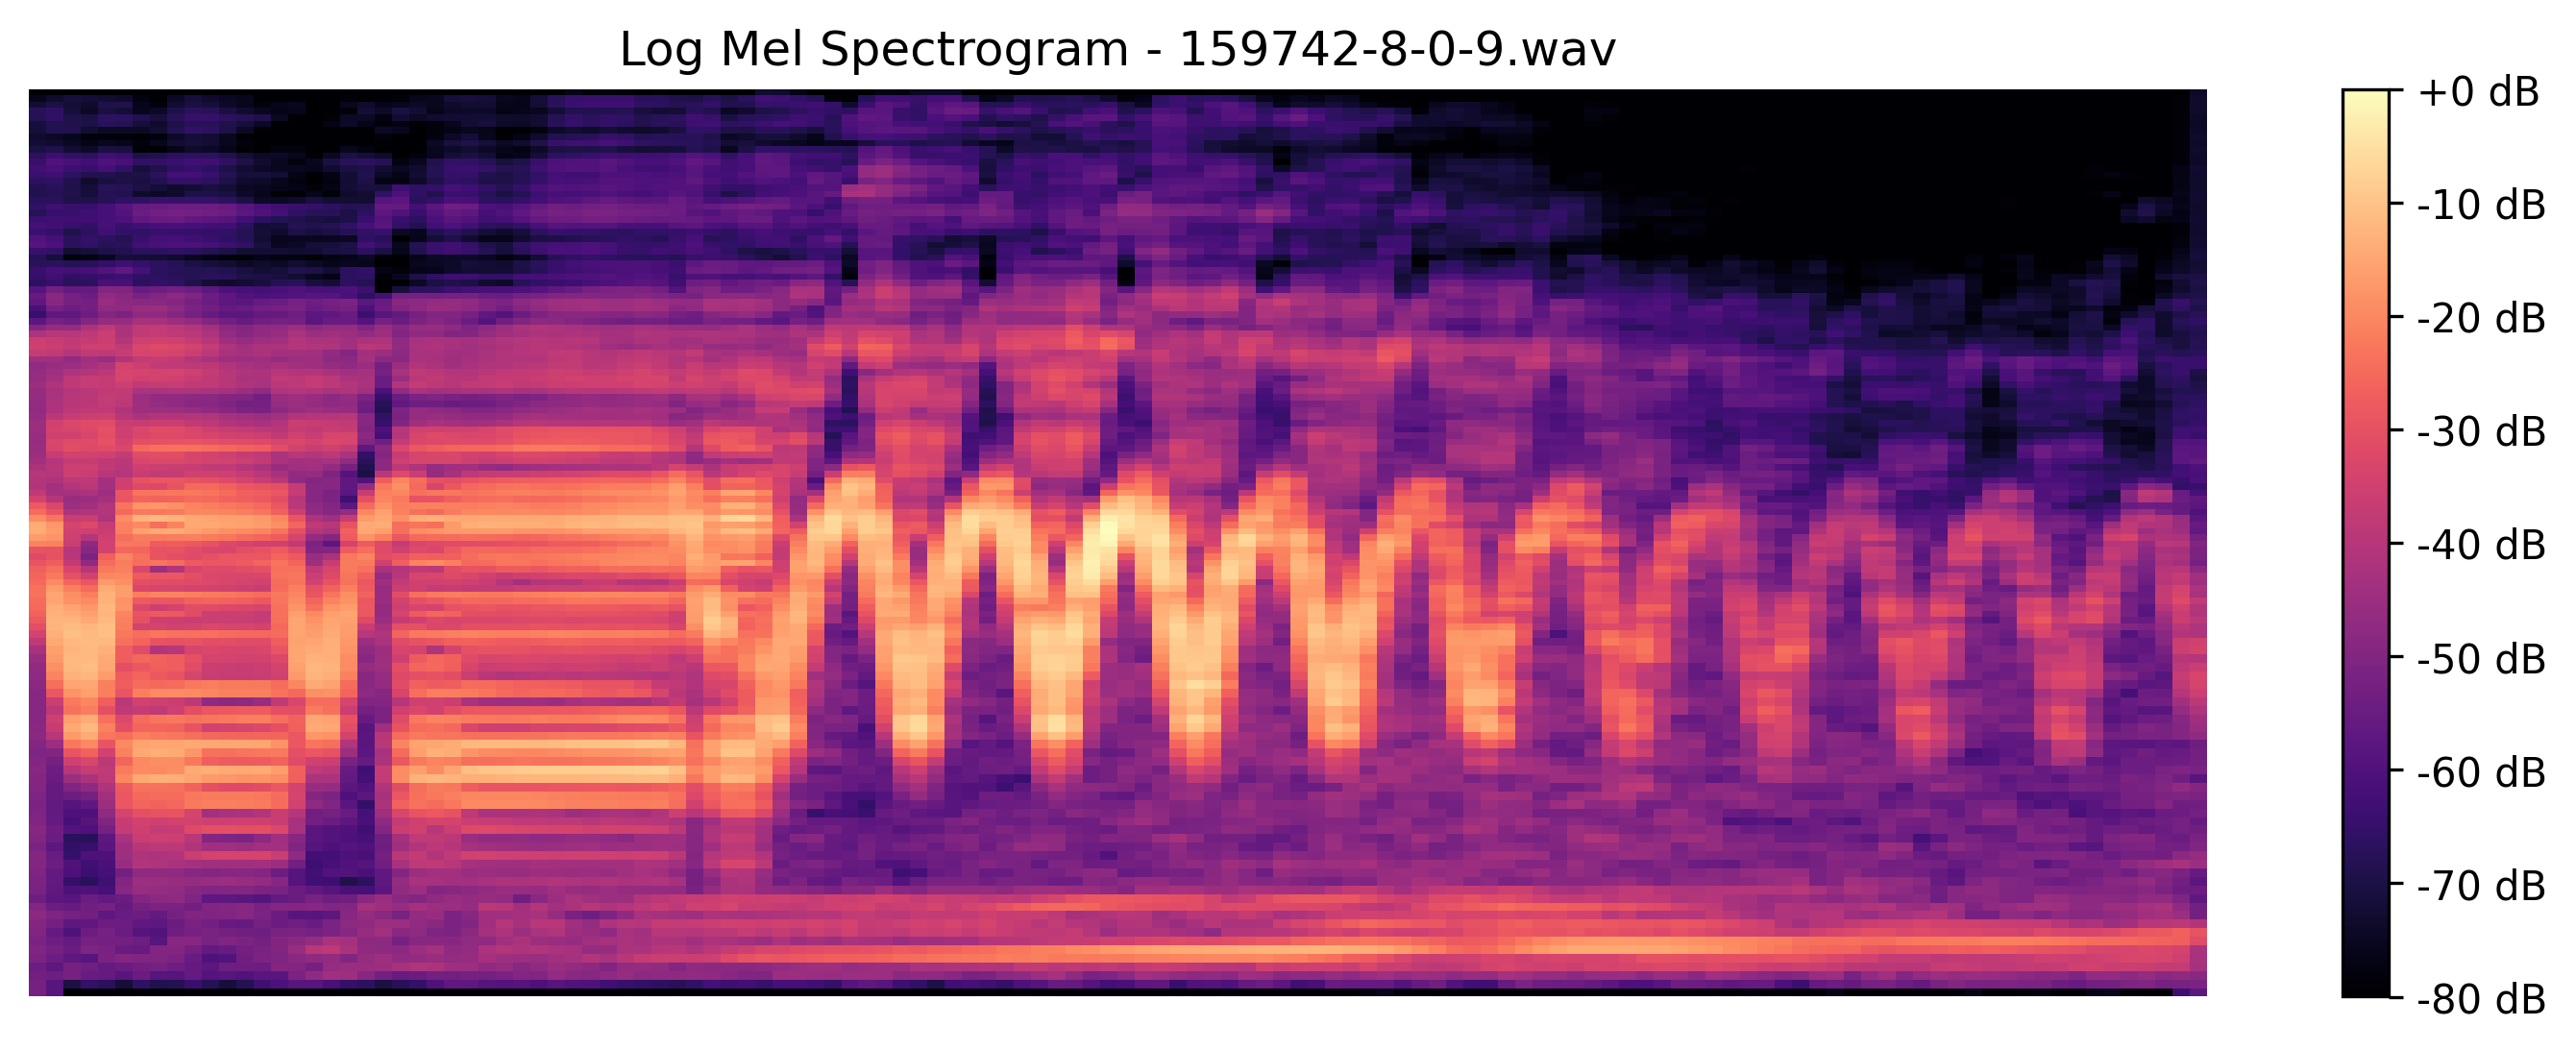 Log Mel Spectrogram - 159742-8-0-9.wav
+0 dB
-10 dB
-20 dB
-30 dB
-40 dB
-50 dB
-60 dB
-70 dB
-80 dB